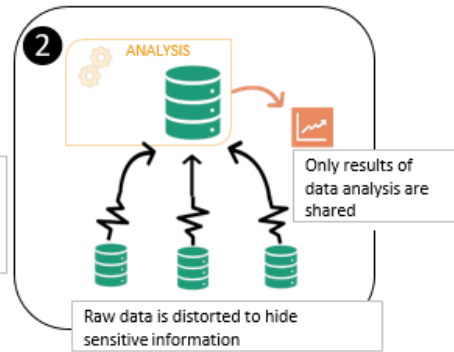 2
ANALYSIS
Only results of
data analysis are
shared
Raw data is distorted to hide
sensitive information